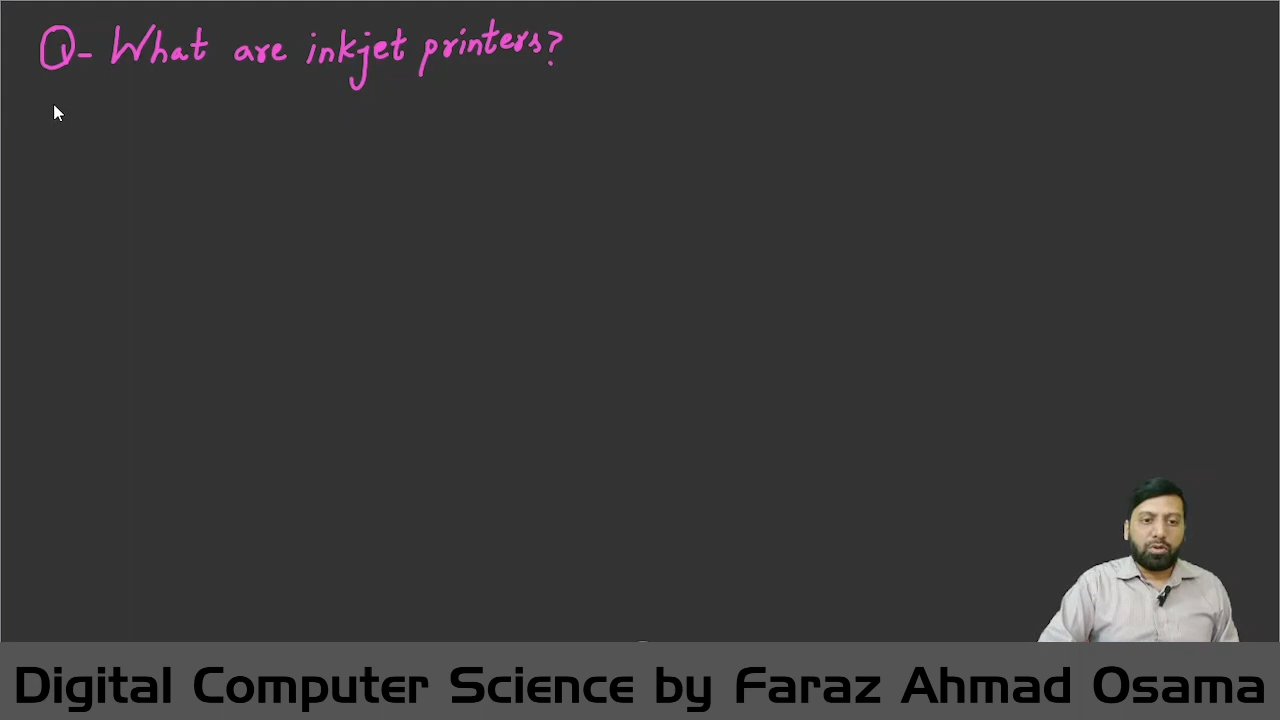 Q- What are inkjet printers?
Digital Computer Science by Faraz Ahmad Osama